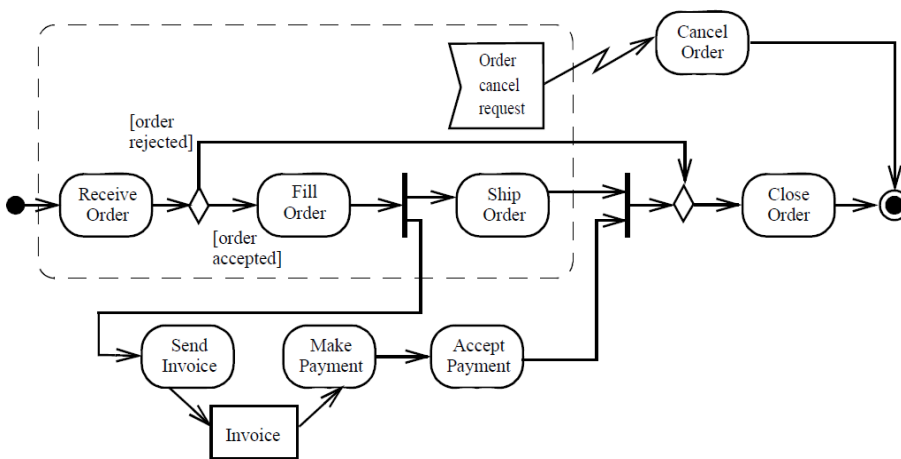 Cancel
Order
Order
cancel
request
[order
rejected]
Receive
Order
Fill
Order
Ship
Order
Close
Order
[order
accepted]
Send
Invoice
Make
Payment
Accept
Payment
Invoice